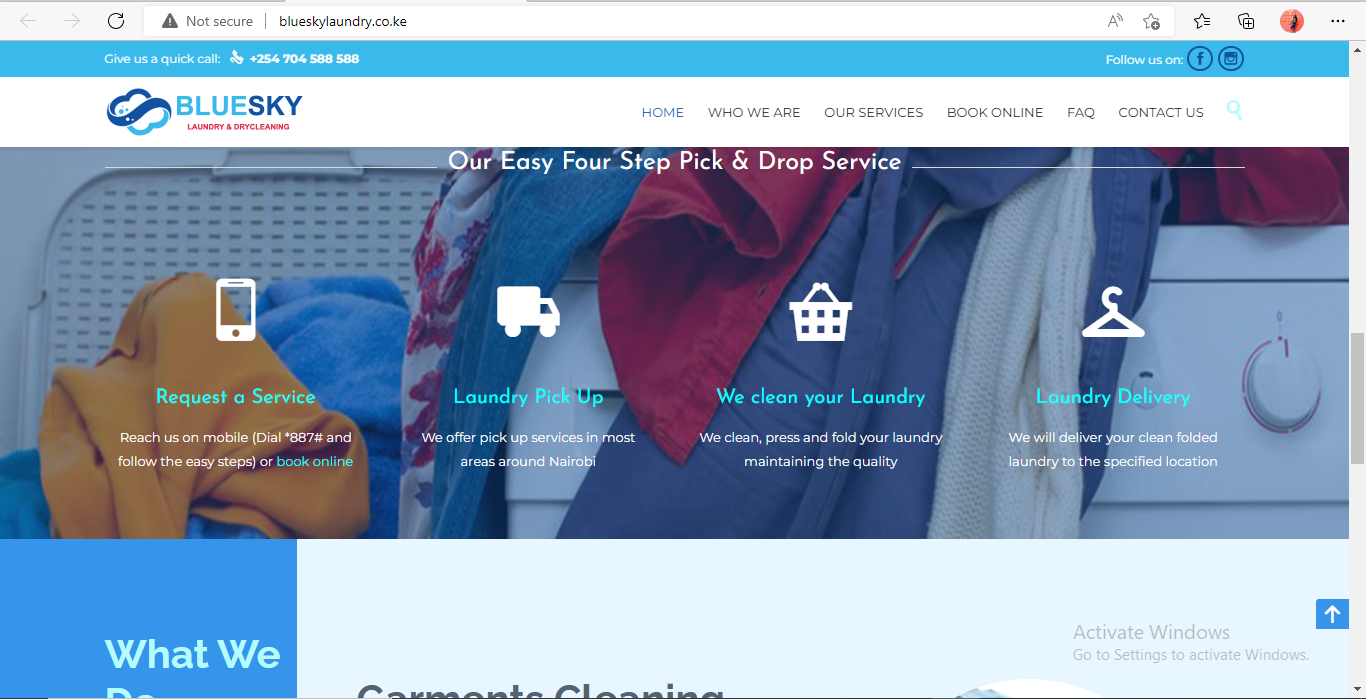 Not secure
blueskylaundry.co.ke
Give us a quick call: +254 704 588 588
Follow us on:
BLUESKY
LAUNDRY & DRYCLEANING
HOME
WHO WE ARE
OUR SERVICES
BOOK ONLINE
FAQ
CONTACT US
Our Easy Four Step Pick & Drop Service
Request a Service
Reach us on mobile (Dial *887# and
follow the easy steps) or book online
Laundry Pick Up
We offer pick up services in most
areas around Nairobi
We clean your Laundry
We clean, press and fold your laundry
maintaining the quality
Laundry Delivery
We will deliver your clean folded
laundry to the specified location
What We
Do
Garments Cleaning
Activate Windows
Go to Settings to activate Windows.